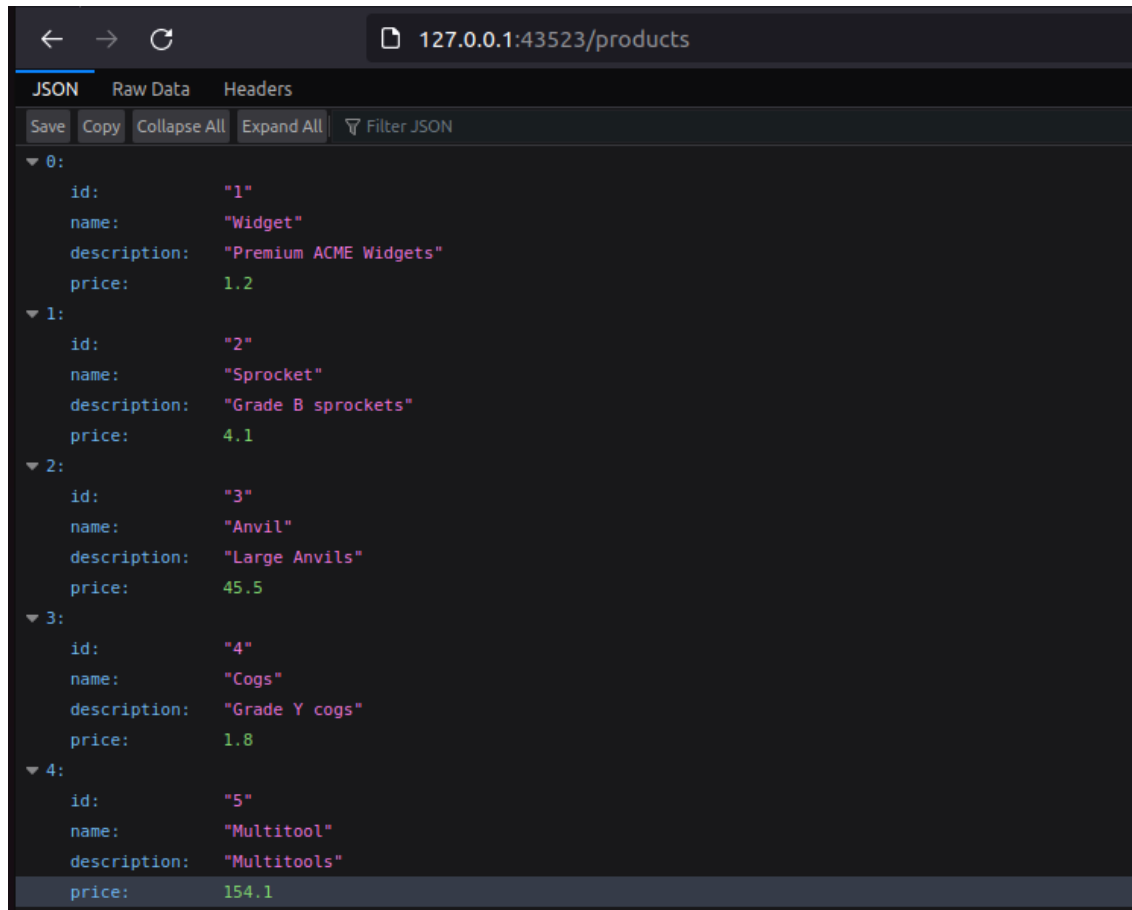 127.0.0.1:43523/products
JSON Raw Data Headers
Save Copy Collapse All Expand All Filter JSON
0:
id: "1"
name: "Widget"
description: "Premium ACME Widgets"
price: 1.2
1:
id: "2"
name: "Sprocket"
description: "Grade B sprockets"
price: 4.1
2:
id: "3"
name: "Anvil"
description: "Large Anvils"
price: 45.5
3:
id: "4"
name: "Cogs"
description: "Grade Y cogs"
price: 1.8
4:
id: "5"
name: "Multitool"
description: "Multitools"
price: 154.1